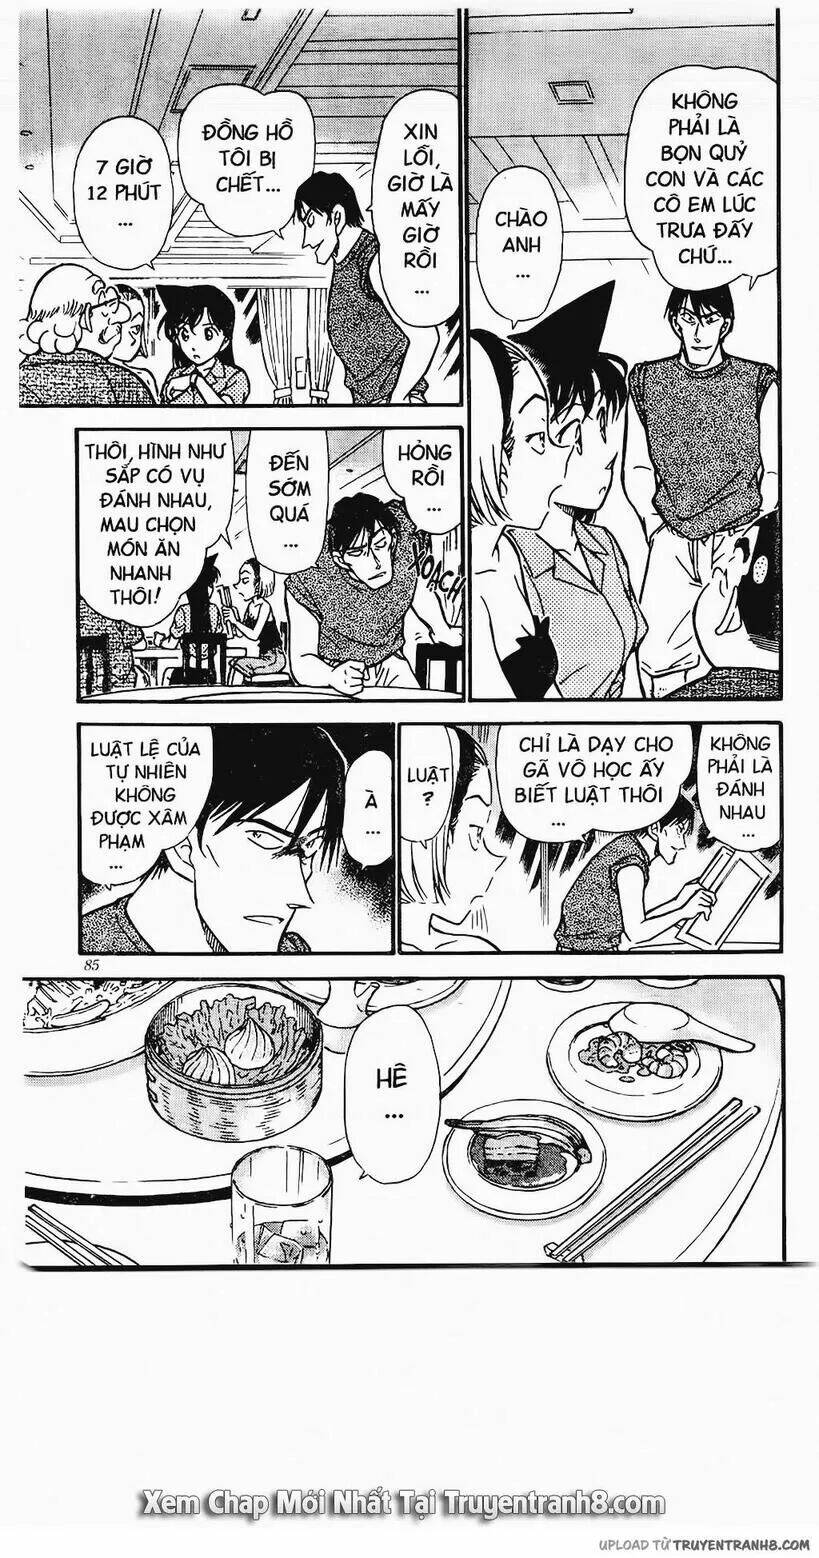 KHÔNG
PHẢI LÀ
BỌN QUỶ
CON VÀ CÁC
CÔ EM LÚC
TRƯA ĐẤY
CHỨ...
CHÀO
ANH
...
XIN
LỖI,
GIỜ LÀ
MẤY
GIỜ
RỒI
...
ĐỒNG HỒ
TÔI BỊ
CHẾT...
7 GIỜ
12 PHÚT
...
HỎNG
RỒI
...
XOẠCH
ĐẾN
SỚM
QUÁ
...
THÔI, HÌNH NHƯ
SẮP CÓ VỤ
ĐÁNH NHAU,
MAU CHỌN
MÓN ĂN
NHANH
THÔI!
KHÔNG
PHẢI LÀ
ĐÁNH
NHAU
...
CHỈ LÀ DẠY CHO
GÃ VÔ HỌC ẤY
BIẾT LUẬT THÔI
...
LUẬT
?
À
...
LUẬT LỆ CỦA
TỰ NHIÊN
KHÔNG
ĐƯỢC XÂM
PHẠM
...
85
HÊ
...
Xem Chap Mới Nhất Tại Truyentranh8.com
UPLOAD TỪ TRUYENTRANH8.COM